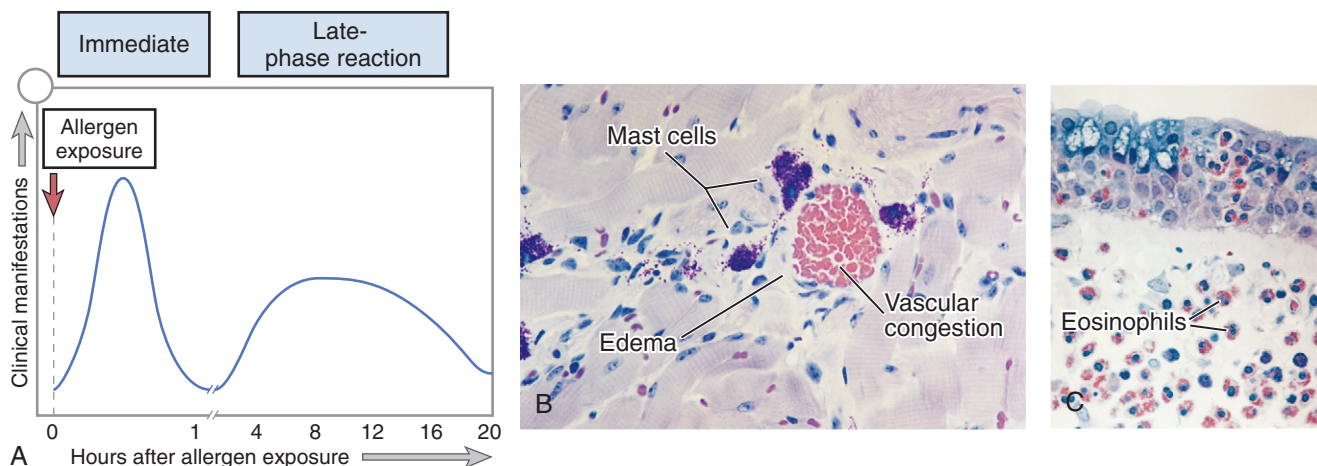 Immediate
Late-
phase reaction
Allergen
exposure
Clinical manifestations
0
1
4
8
12
16
20
Hours after allergen exposure
A
Mast cells
Edema
Vascular
congestion
B
Eosinophils
C